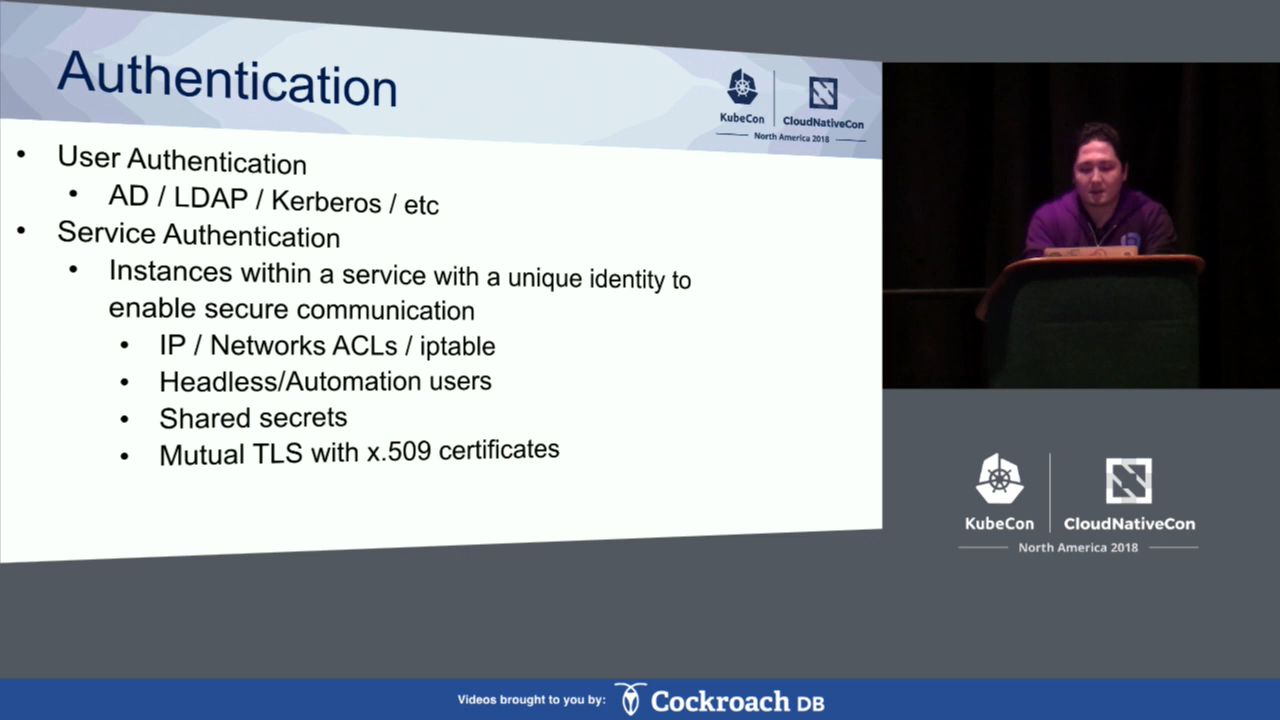 Authentication
KubeCon
CloudNativeCon
North America 2018
• User Authentication
• AD / LDAP / Kerberos / etc
• Service Authentication
• Instances within a service with a unique identity to
enable secure communication
• IP / Networks ACLs / iptable
• Headless/Automation users
• Shared secrets
• Mutual TLS with x.509 certificates
KubeCon
CloudNativeCon
North America 2018
Videos brought to you by:
Cockroach DB